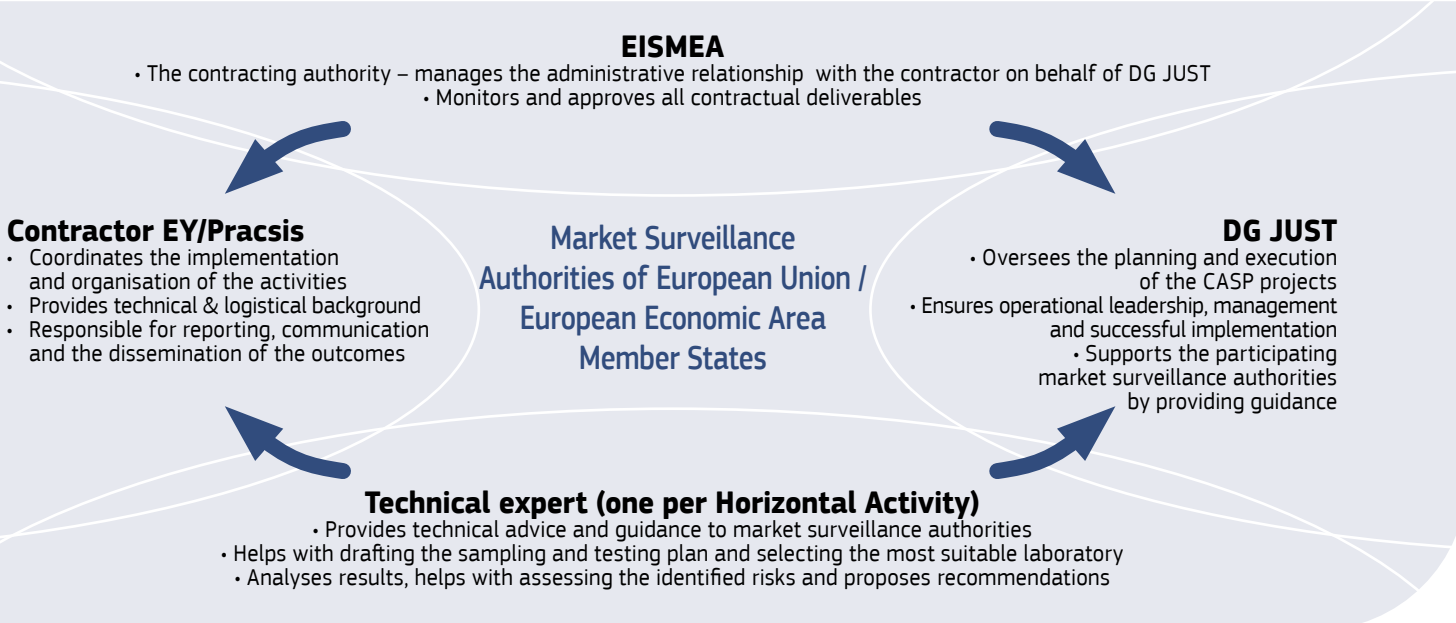 EISMEA
• The contracting authority – manages the administrative relationship with the contractor on behalf of DG JUST
• Monitors and approves all contractual deliverables
Contractor EY/Pracsis
• Coordinates the implementation
and organisation of the activities
• Provides technical & logistical background
• Responsible for reporting, communication
and the dissemination of the outcomes
Market Surveillance
Authorities of European Union /
European Economic Area
Member States
DG JUST
• Oversees the planning and execution
of the CASP projects
• Ensures operational leadership, management
and successful implementation
• Supports the participating
market surveillance authorities
by providing guidance
Technical expert (one per Horizontal Activity)
• Provides technical advice and guidance to market surveillance authorities
• Helps with drafting the sampling and testing plan and selecting the most suitable laboratory
• Analyses results, helps with assessing the identified risks and proposes recommendations